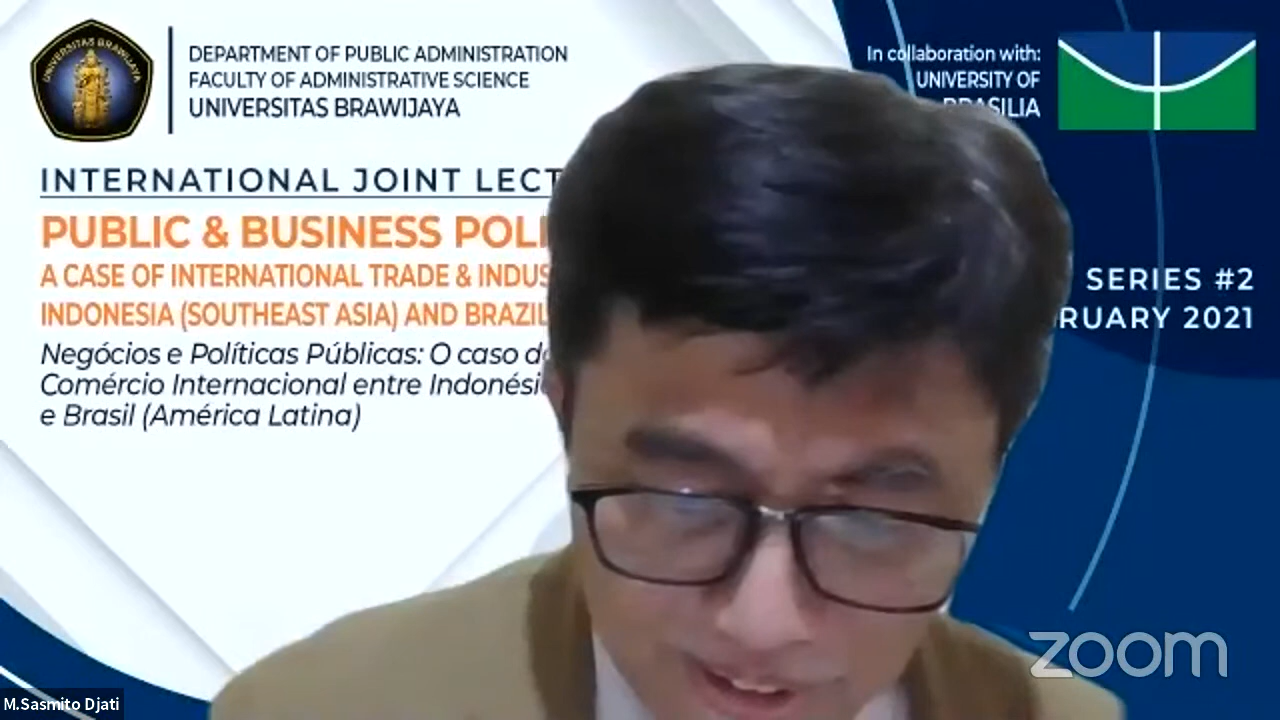 UNIVERSITAS BRAWIJAYA
DEPARTMENT OF PUBLIC ADMINISTRATION
FACULTY OF ADMINISTRATIVE SCIENCE
UNIVERSITAS BRAWIJAYA
In collaboration with:
UNIVERSITY OF
BRASILIA
INTERNATIONAL JOINT LECT
PUBLIC & BUSINESS POLI
A CASE OF INTERNATIONAL TRADE & INDUS
INDONESIA (SOUTHEAST ASIA) AND BRAZIL
Negócios e Políticas Públicas: O caso d
Comércio Internacional entre Indonési
e Brasil (América Latina)
SERIES #2
RUARY 2021
zoom
M.Sasmito Djati